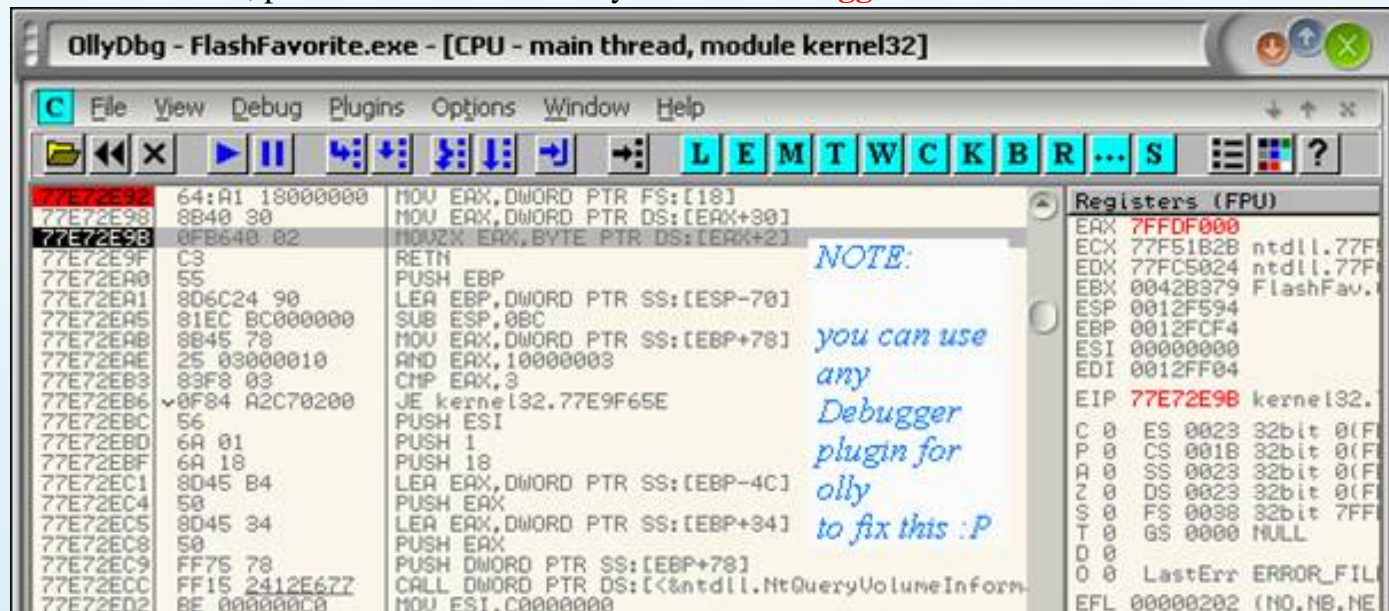 OllyDbg - FlashFavorite.exe - [CPU - main thread, module kernel32]
C File View Debug Plugins Options Window Help
L E M T W C K B R ... S ?
77E72E92 64:A1 18000000 MOV EAX,DWORD PTR FS:[18]
77E72E98 8B40 30 MOV EAX,DWORD PTR DS:[EAX+30]
77E72E9B 0FB640 02 MOVZX EAX,BYTE PTR DS:[EAX+2]
77E72E9F C3 RETN
77E72EA0 55 PUSH EBP
77E72EA1 8D6C24 90 LEA EBP,DWORD PTR SS:[ESP-70]
77E72EA5 81EC BC000000 SUB ESP,0BC
77E72EAB 8B45 78 MOV EAX,DWORD PTR SS:[EBP+78]
77E72EAE 25 03000010 AND EAX,10000003
77E72EB3 83F8 03 CMP EAX,3
77E72EB6 0F84 A2C70200 JE kernel32.77E9F65E
77E72EBC 56 PUSH ESI
77E72EBD 6A 01 PUSH 1
77E72EBF 6A 18 PUSH 18
77E72EC1 8D45 B4 LEA EAX,DWORD PTR SS:[EBP-4C]
77E72EC4 50 PUSH EAX
77E72EC5 8D45 34 LEA EAX,DWORD PTR SS:[EBP+34]
77E72EC8 50 PUSH EAX
77E72EC9 FF75 78 PUSH DWORD PTR SS:[EBP+78]
77E72ECC FF15 2412E677 CALL DWORD PTR DS:[<&ntdll.NtQueryVolumeInform
77E72ED2 BE 000000C0 MOV ESI,C0000000
NOTE:
you can use
any
Debugger
plugin for
olly
to fix this :P
Registers (FPU)
EAX 7FFDF000
ECX 77F51B2B ntdll.77F
EDX 77FC5024 ntdll.77F
EBX 0042B379 FlashFav.
ESP 0012F594
EBP 0012FCF4
ESI 00000000
EDI 0012FF04
EIP 77E72E9B kernel32.
C 0 ES 0023 32bit 0(F
P 0 CS 001B 32bit 0(F
A 0 SS 0023 32bit 0(F
Z 0 DS 0023 32bit 0(F
S 0 FS 0038 32bit 7FF
T 0 GS 0000 NULL
D 0
O 0 LastErr ERROR_FIL
EFL 00000202 (NO,NB,NE